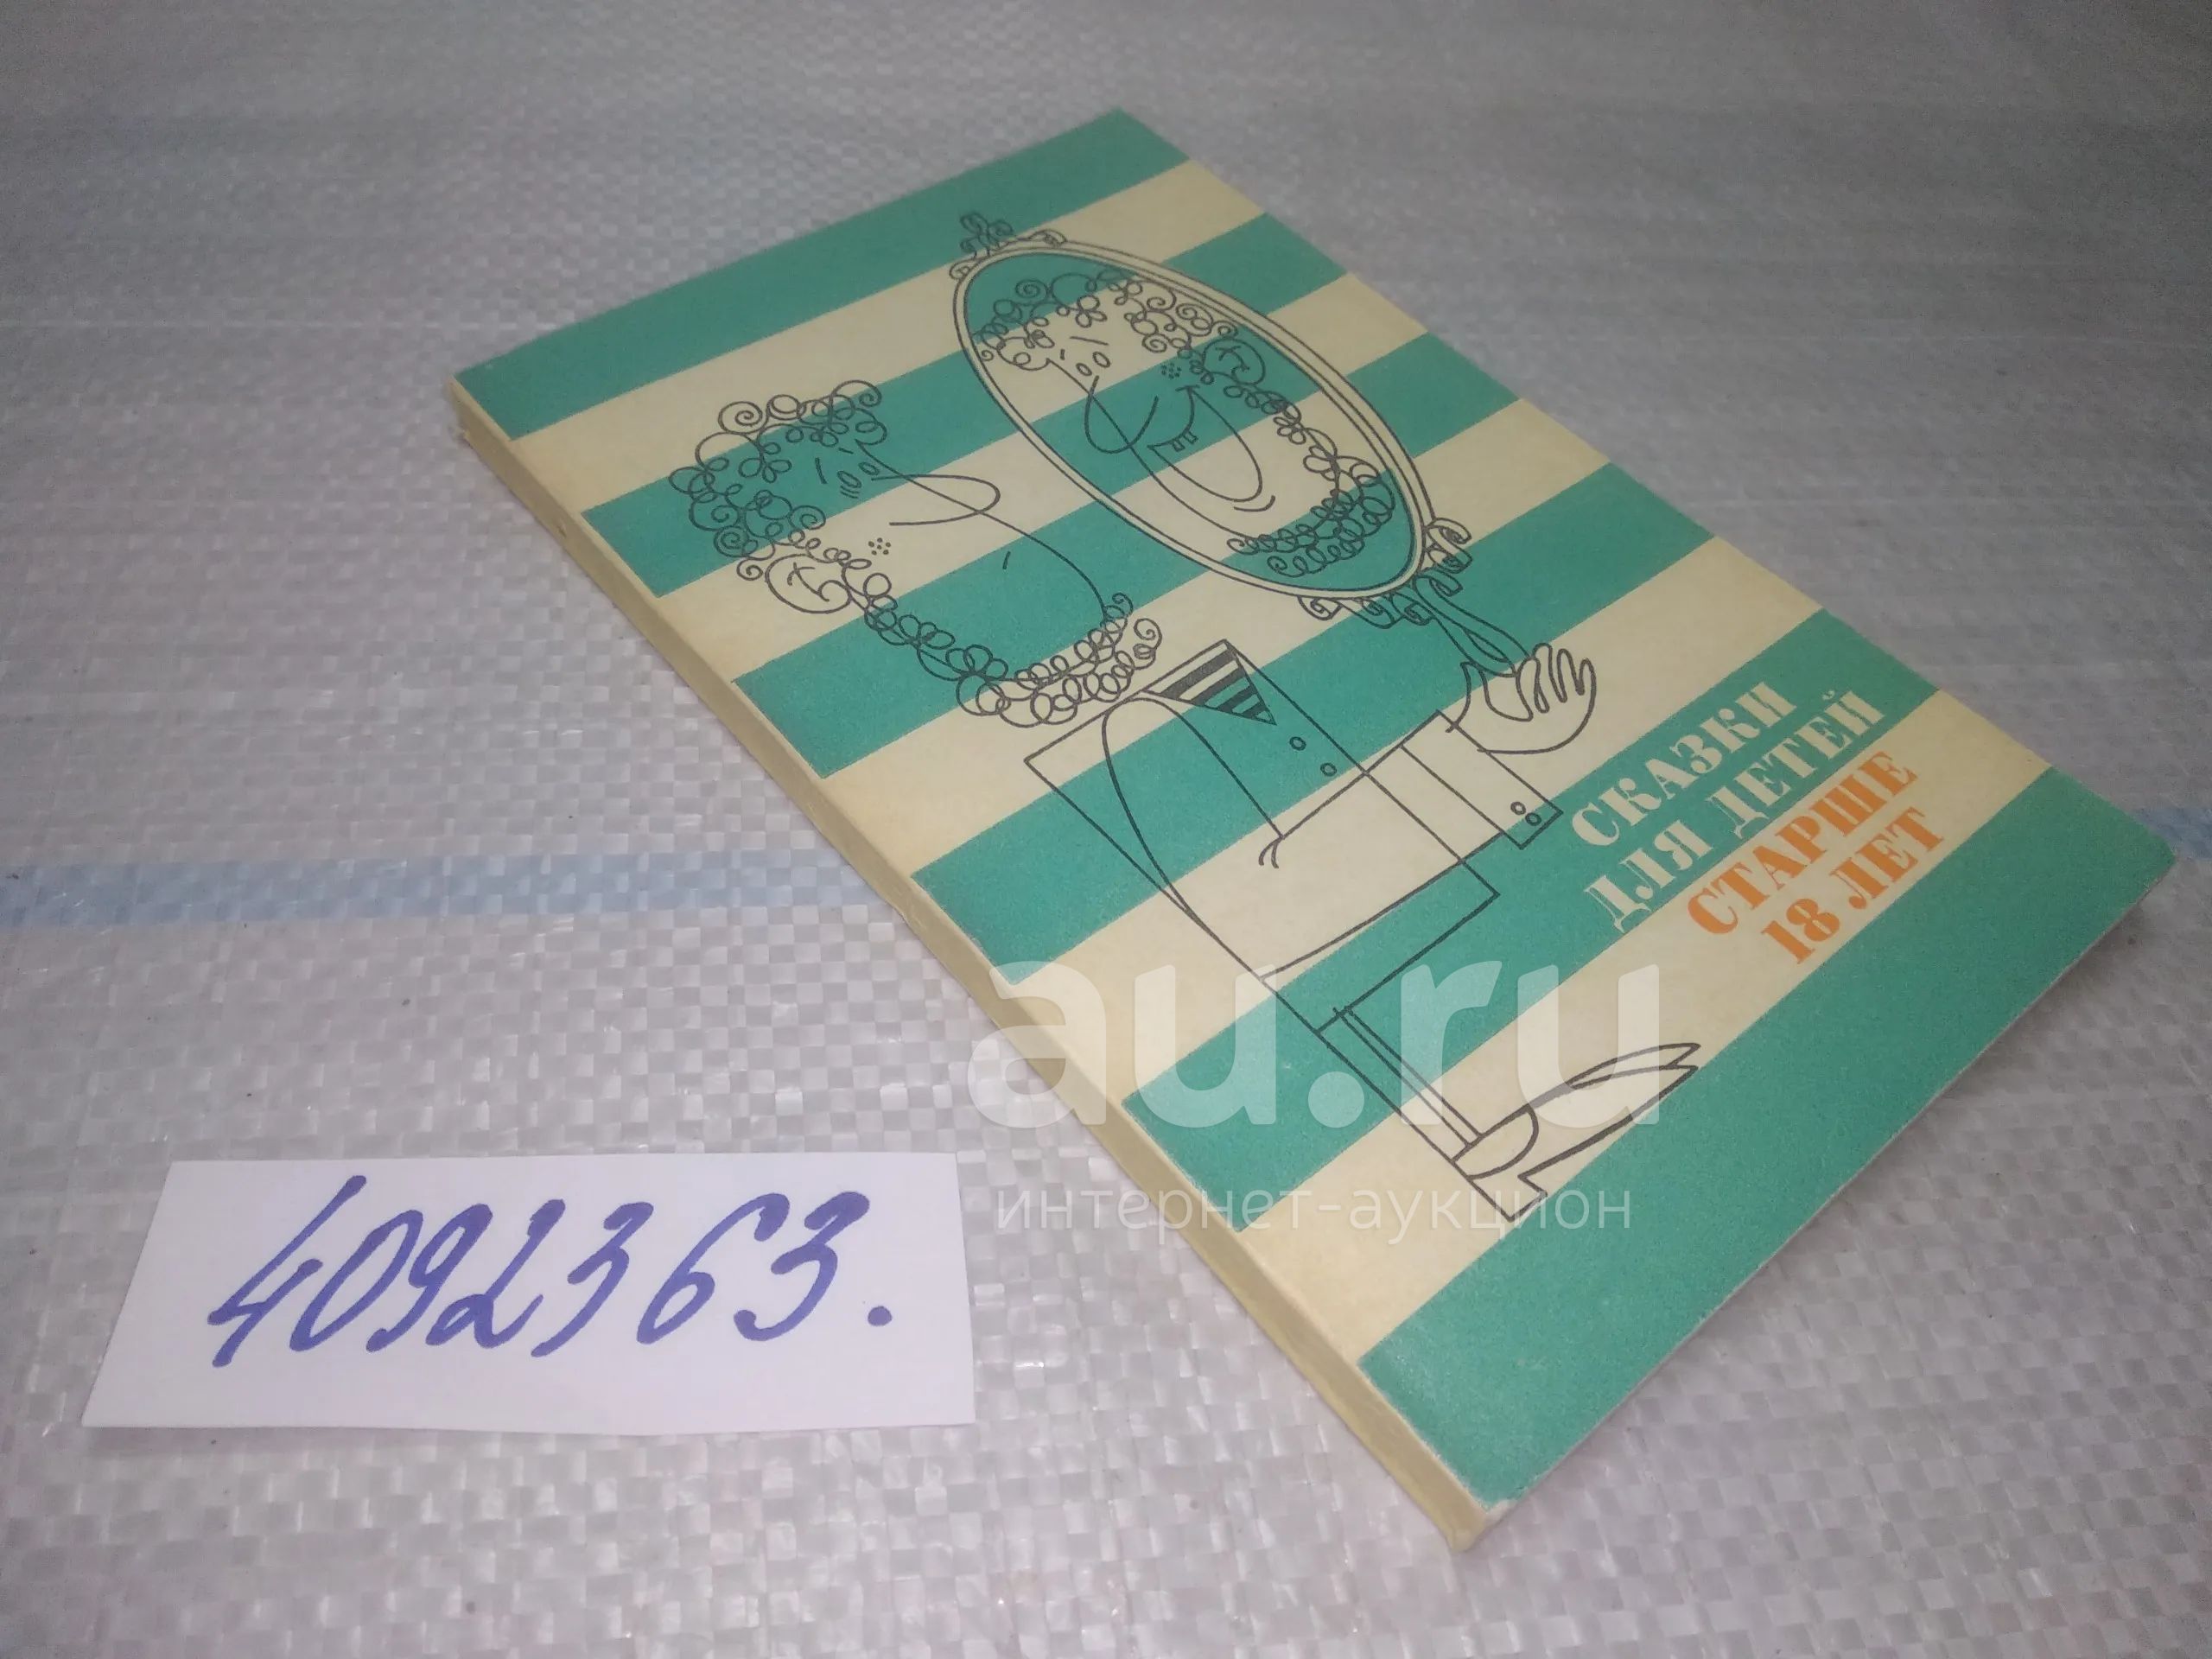 СКАЗКИ
ДЛЯ ДЕТЕЙ
СТАРШЕ
18 ЛЕТ
au.ru
интернет-аукцион
4092363.